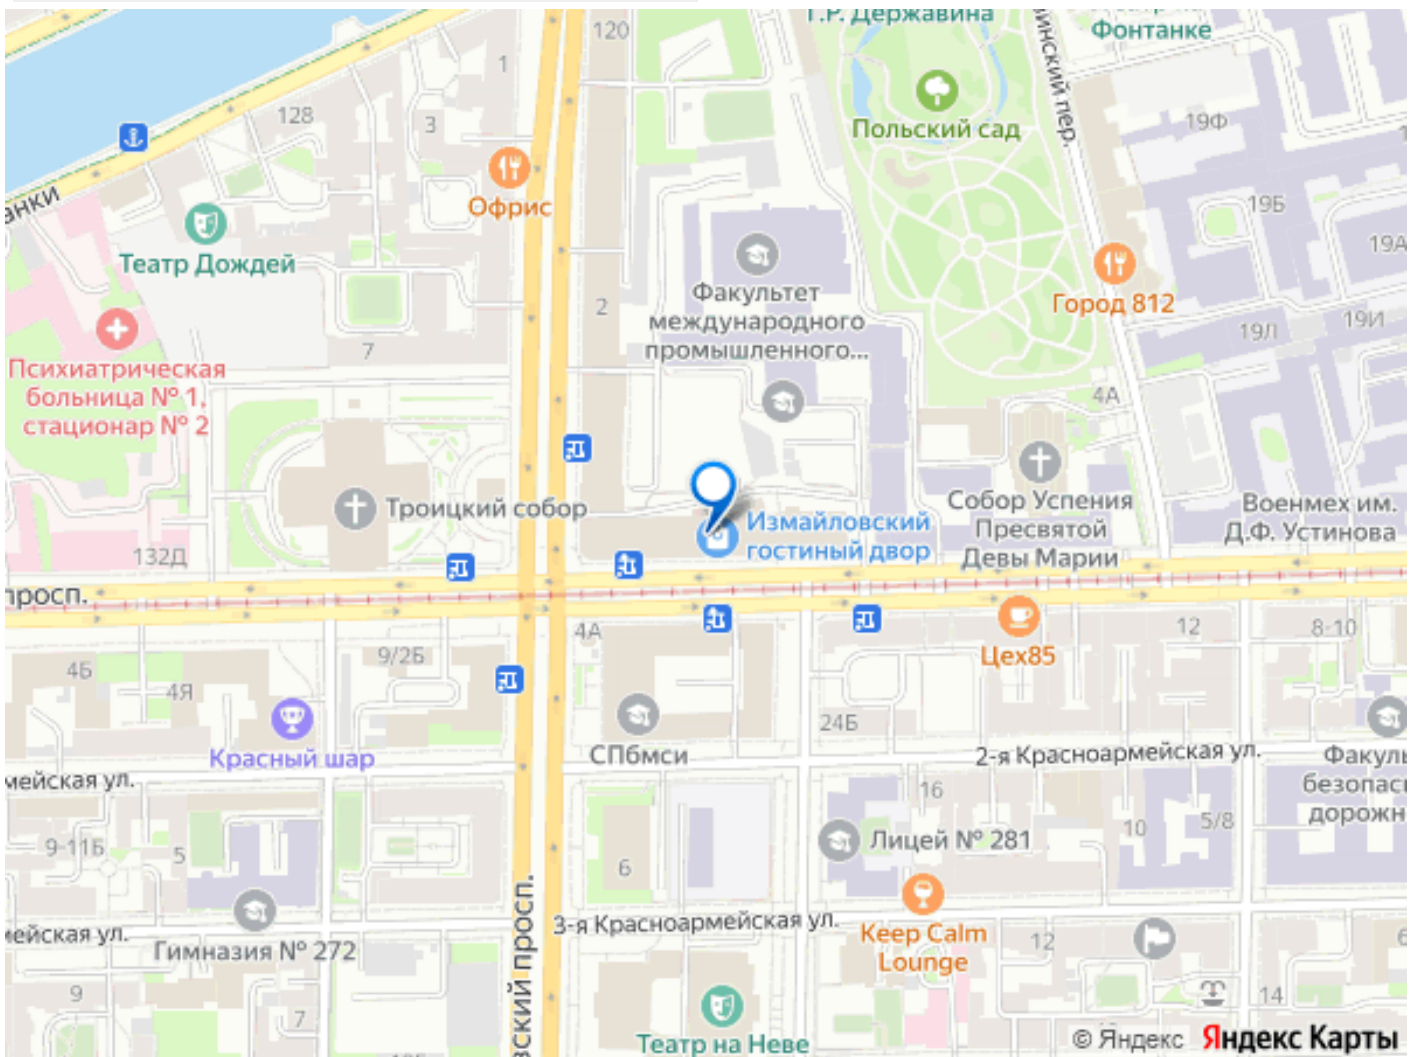 Г.Р. Державина
Фонтанке
120
1
128
3
Польский сад
19Ф
Офрис
19Б
Театр Дождей
19А
Город 812
Факультет
международного
промышленного...
2
7
19Л
19И
Психиатрическая
больница № 1,
стационар № 2
4А
Троицкий собор
Собор Успения
Пресвятой
Девы Марии
Военмех им.
Д.Ф. Устинова
Измайловский
гостиный двор
132Д
просп.
4А
12
8-10
9/2Б
4Б
4Я
Цех85
24Б
Красный шар
СПбмси
2-я Красноармейская ул.
мейская ул.
16
10
5/8
9-11Б
5
6
Лицей № 281
3-я Красноармейская ул.
Гимназия № 272
Keep Calm
Lounge
12
6
9
7
14
Театр на Неве
© Яндекс Яндекс Карты